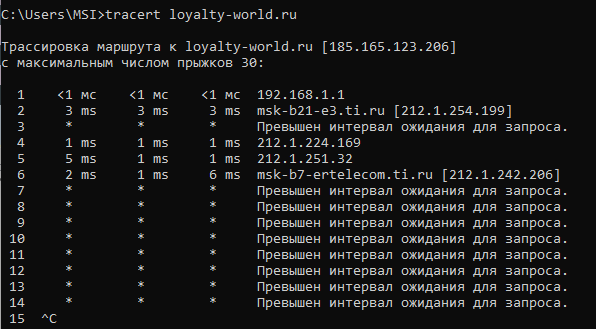 C:\Users\MSI>tracert loyalty-world.ru
Трассировка маршрута к loyalty-world.ru [185.165.123.206]
с максимальным числом прыжков 30:
1 <1 мс <1 мс <1 мс 192.168.1.1
2 3 ms 3 ms 3 ms msk-b21-e3.ti.ru [212.1.254.199]
3 * * * Превышен интервал ожидания для запроса.
4 1 ms 1 ms 1 ms 212.1.224.169
5 5 ms 1 ms 1 ms 212.1.251.32
6 2 ms 1 ms 6 ms msk-b7-ertelecom.ti.ru [212.1.242.206]
7 * * * Превышен интервал ожидания для запроса.
8 * * * Превышен интервал ожидания для запроса.
9 * * * Превышен интервал ожидания для запроса.
10 * * * Превышен интервал ожидания для запроса.
11 * * * Превышен интервал ожидания для запроса.
12 * * * Превышен интервал ожидания для запроса.
13 * * * Превышен интервал ожидания для запроса.
14 * * * Превышен интервал ожидания для запроса.
15 ^C